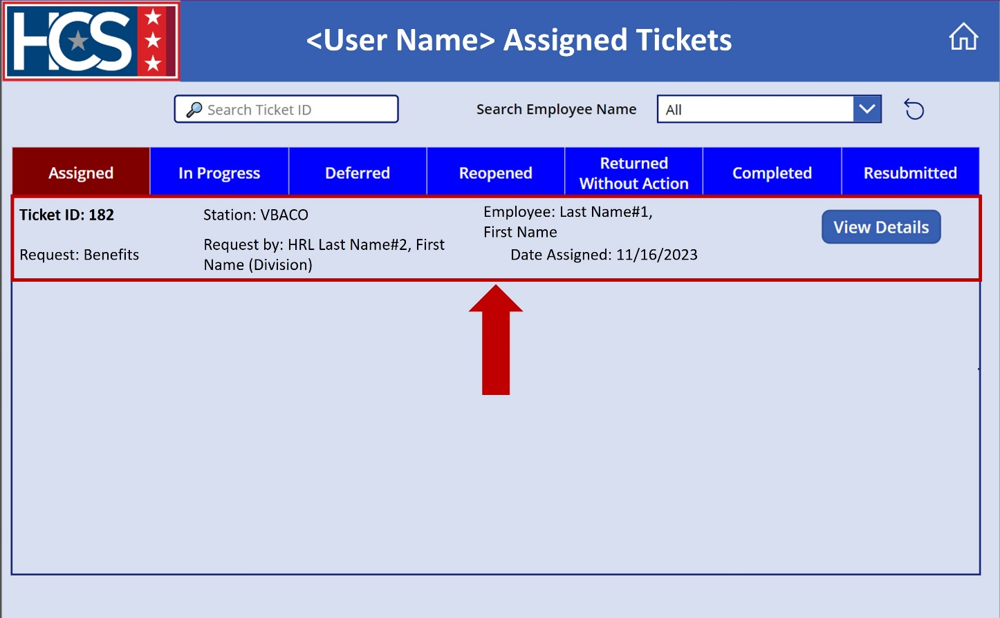 HCS
<User Name> Assigned Tickets
Search Ticket ID
Search Employee Name
All
Assigned
In Progress
Deferred
Reopened
Returned
Without Action
Completed
Resubmitted
Ticket ID: 182
Station: VBACO
Employee: Last Name#1,
First Name
View Details
Request: Benefits
Request by: HRL Last Name#2, First
Name (Division)
Date Assigned: 11/16/2023